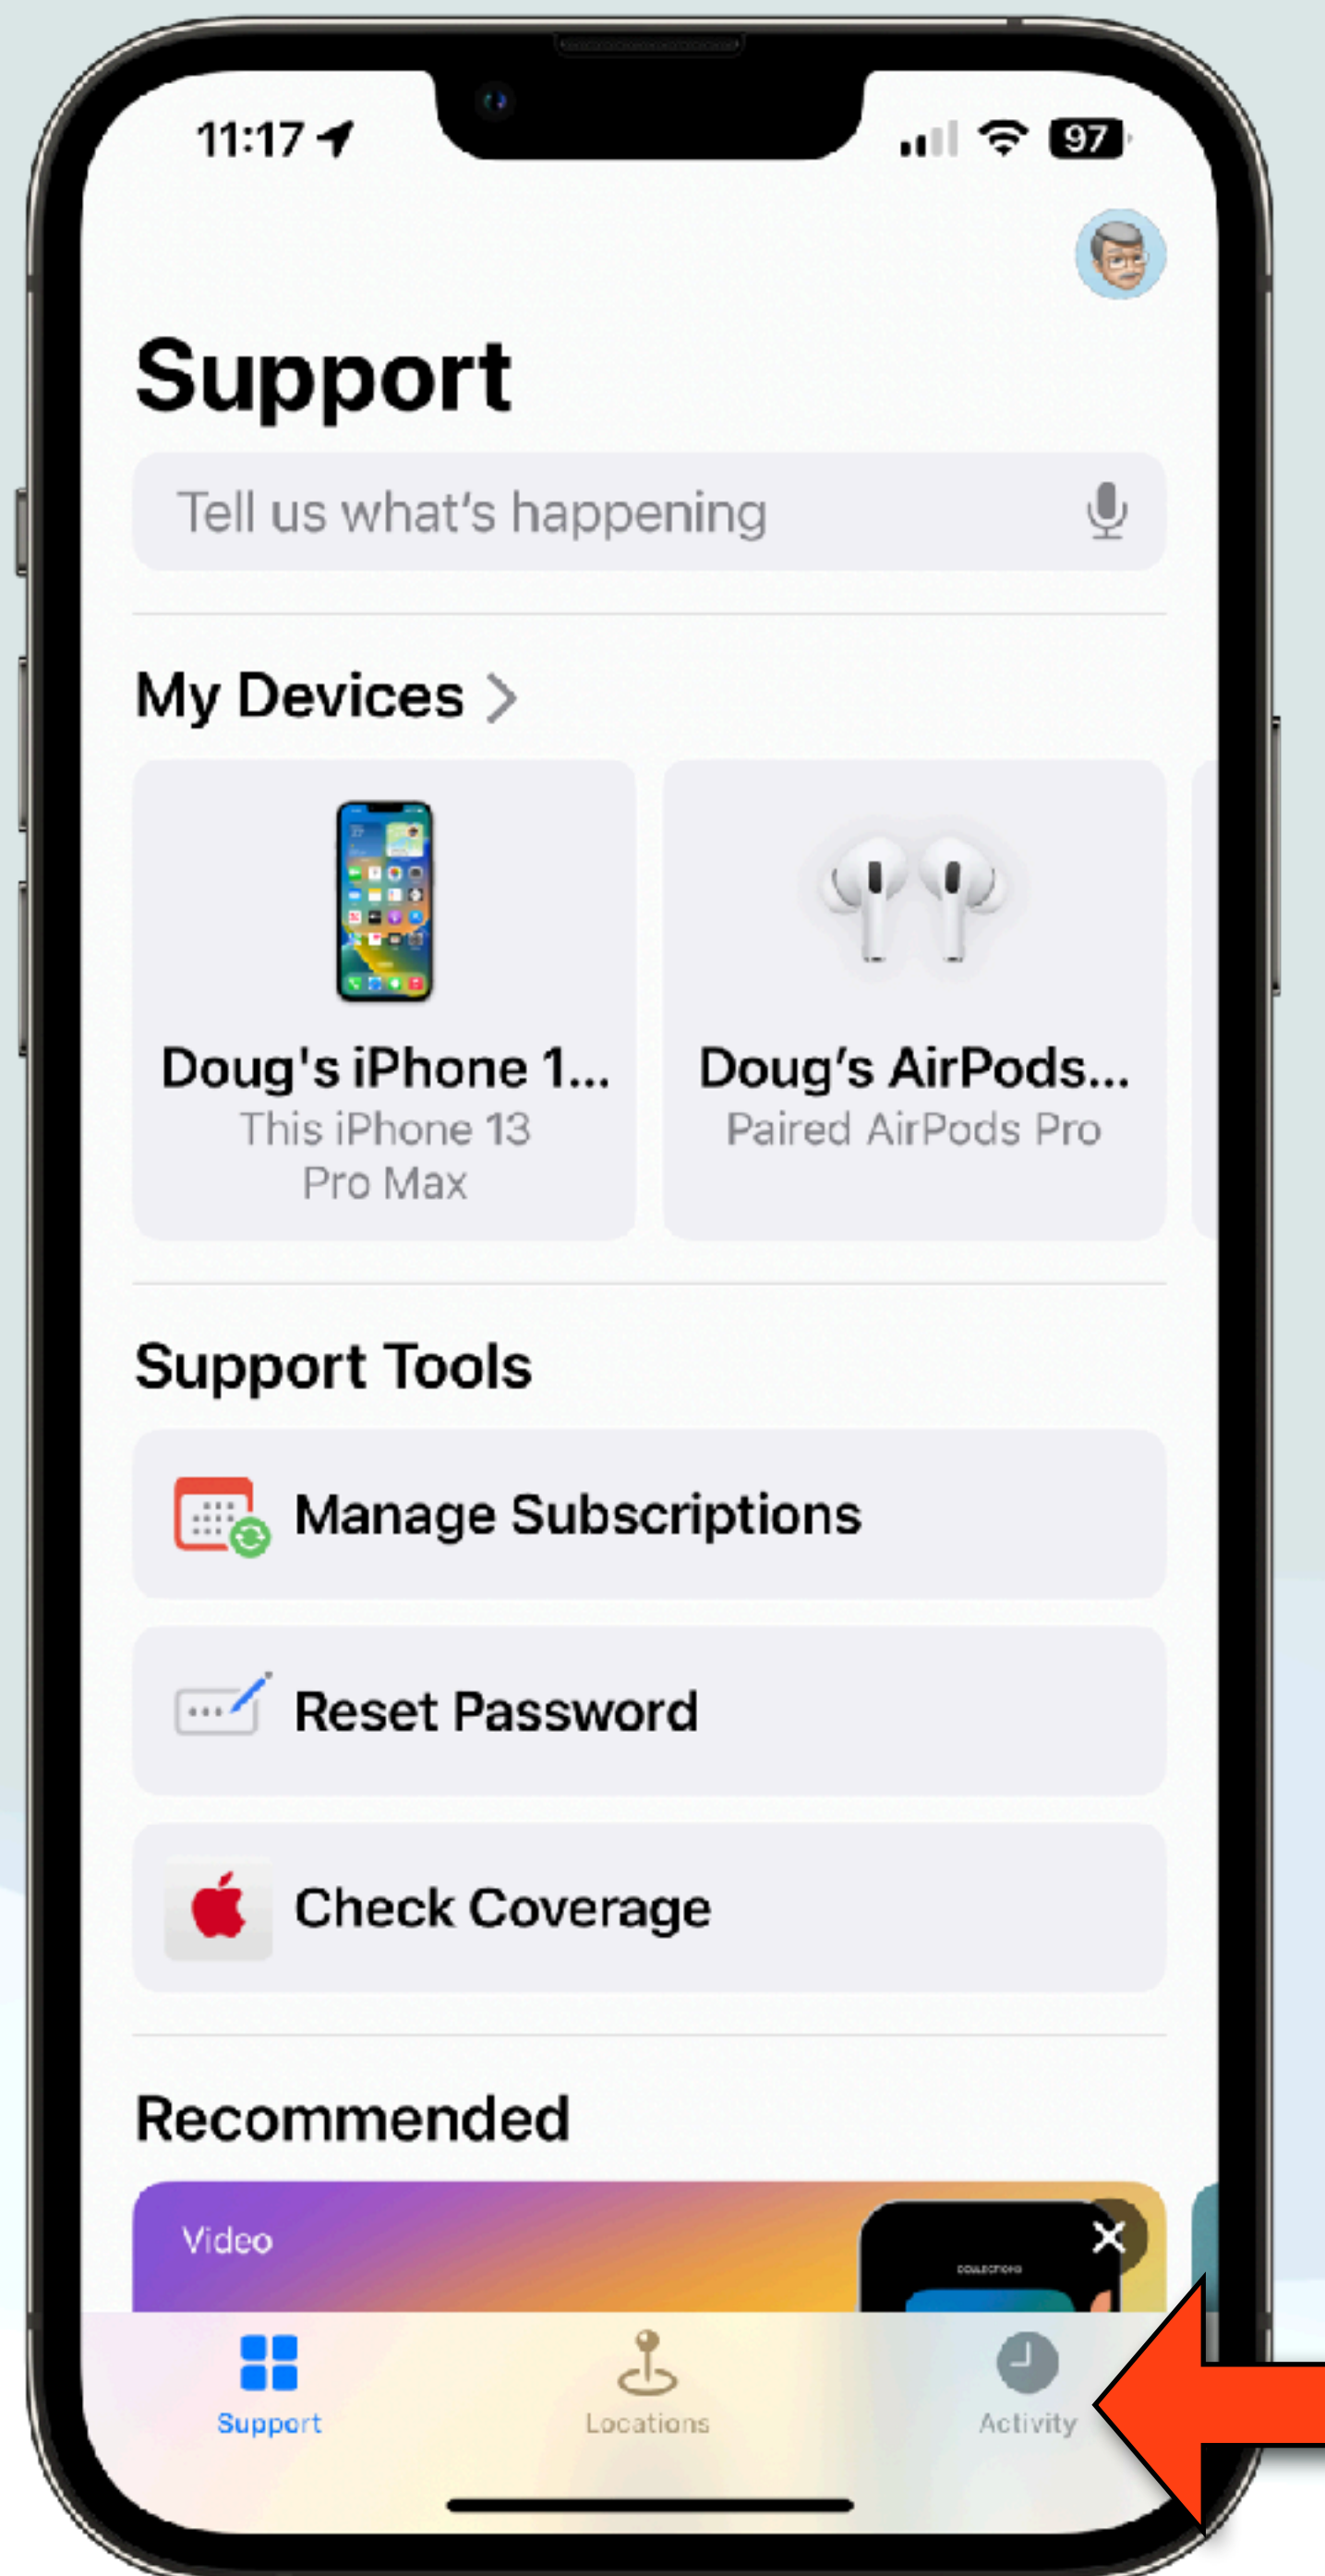 11:17
97
Support
Tell us what's happening
My Devices
Doug's iPhone 1...
This iPhone 13
Pro Max
Doug's AirPods...
Paired AirPods Pro
Support Tools
Manage Subscriptions
Reset Password
Check Coverage
Recommended
Video
COLLECTIONS
Support
Locations
Activity